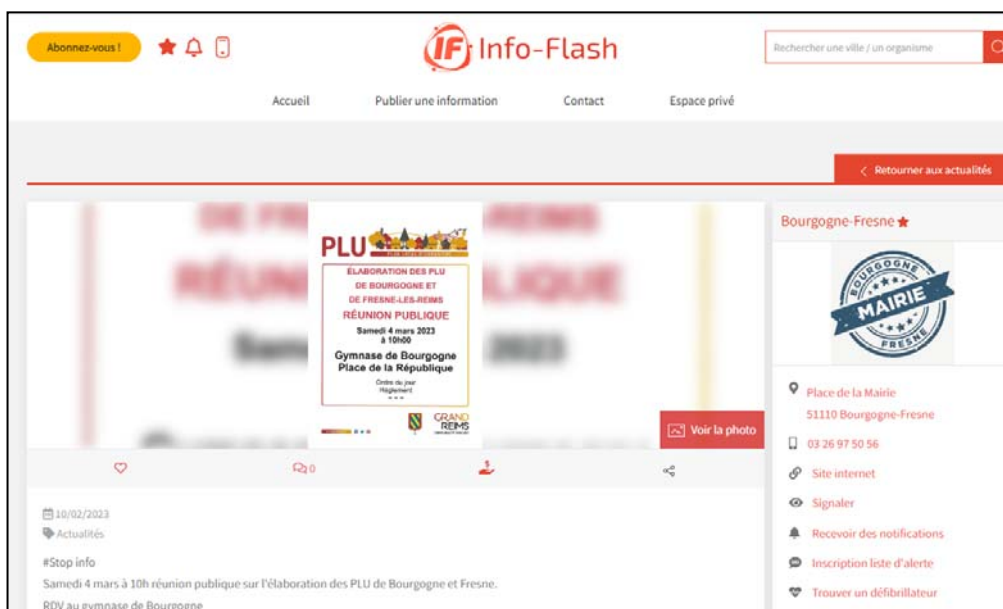 Abonnez-vous !
IF Info-Flash
Rechercher une ville / un organisme
Accueil Publier une information Contact Espace privé
< Retourner aux actualités
PLU
ÉLABORATION DES PLU
DE BOURGOGNE ET
DE FRESNE-LES-REIMS
RÉUNION PUBLIQUE
Samedi 4 mars 2023
à 10h00
Gymnase de Bourgogne
Place de la République
Ordre du jour
Règlement
* * *
GRAND
REIMS
Voir la photo
0
10/02/2023
Actualités
#Stop info
Samedi 4 mars à 10h réunion publique sur l'élaboration des PLU de Bourgogne et Fresne.
RDV au gymnase de Bourgogne
Bourgogne-Fresne
BOURGOGNE
MAIRIE
FRESNE
Place de la Mairie
51110 Bourgogne-Fresne
03 26 97 50 56
Site internet
Signaler
Recevoir des notifications
Inscription liste d'alerte
Trouver un défibrillateur